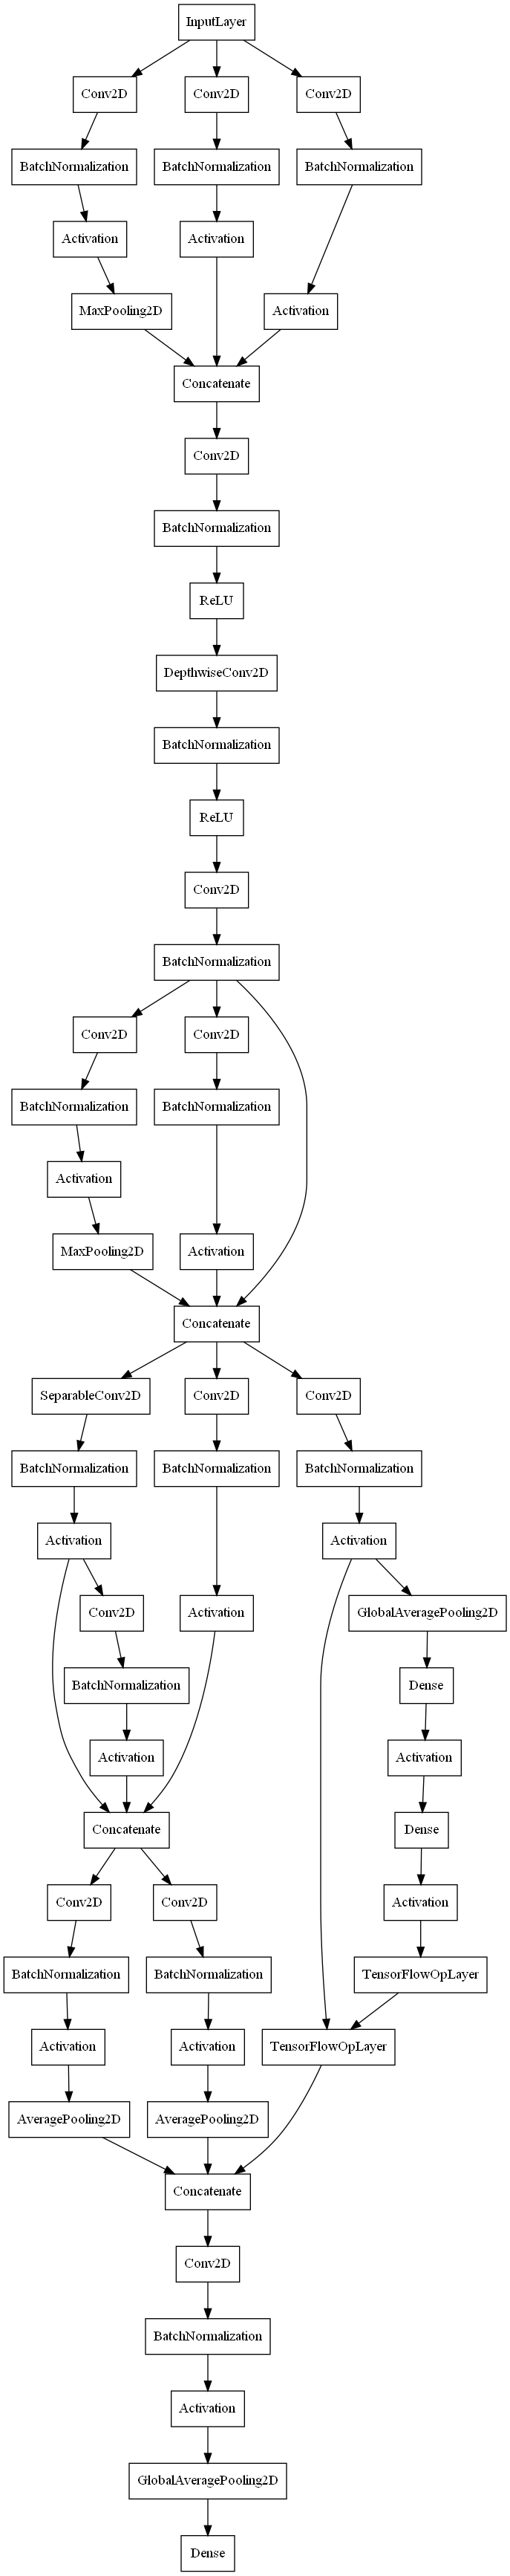 InputLayer
Conv2D
Conv2D
Conv2D
BatchNormalization
BatchNormalization
BatchNormalization
Activation
Activation
MaxPooling2D
Activation
Concatenate
Conv2D
BatchNormalization
ReLU
DepthwiseConv2D
BatchNormalization
ReLU
Conv2D
BatchNormalization
Conv2D
Conv2D
BatchNormalization
BatchNormalization
Activation
MaxPooling2D
Activation
Concatenate
SeparableConv2D
Conv2D
Conv2D
BatchNormalization
BatchNormalization
BatchNormalization
Activation
Activation
Conv2D
Activation
GlobalAveragePooling2D
BatchNormalization
Dense
Activation
Activation
Concatenate
Dense
Conv2D
Conv2D
Activation
BatchNormalization
BatchNormalization
TensorFlowOpLayer
Activation
Activation
TensorFlowOpLayer
AveragePooling2D
AveragePooling2D
Concatenate
Conv2D
BatchNormalization
Activation
GlobalAveragePooling2D
Dense